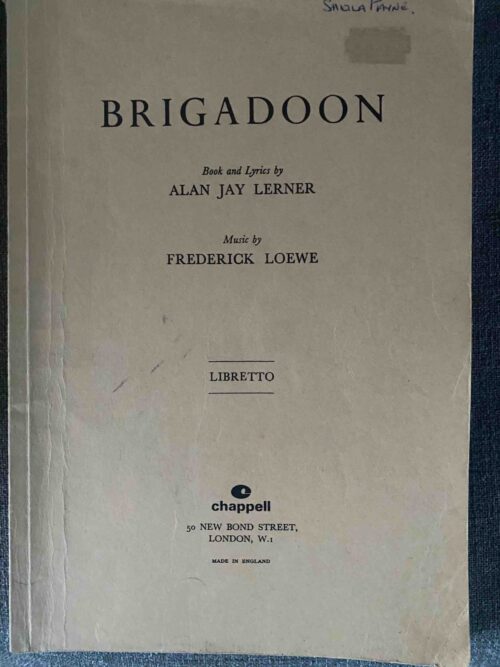 Sheila Payne.
BRIGADOON
Book and Lyrics by
ALAN JAY LERNER
Music by
FREDERICK LOEWE
LIBRETTO
chappell
50 NEW BOND STREET,
LONDON, W.1
MADE IN ENGLAND